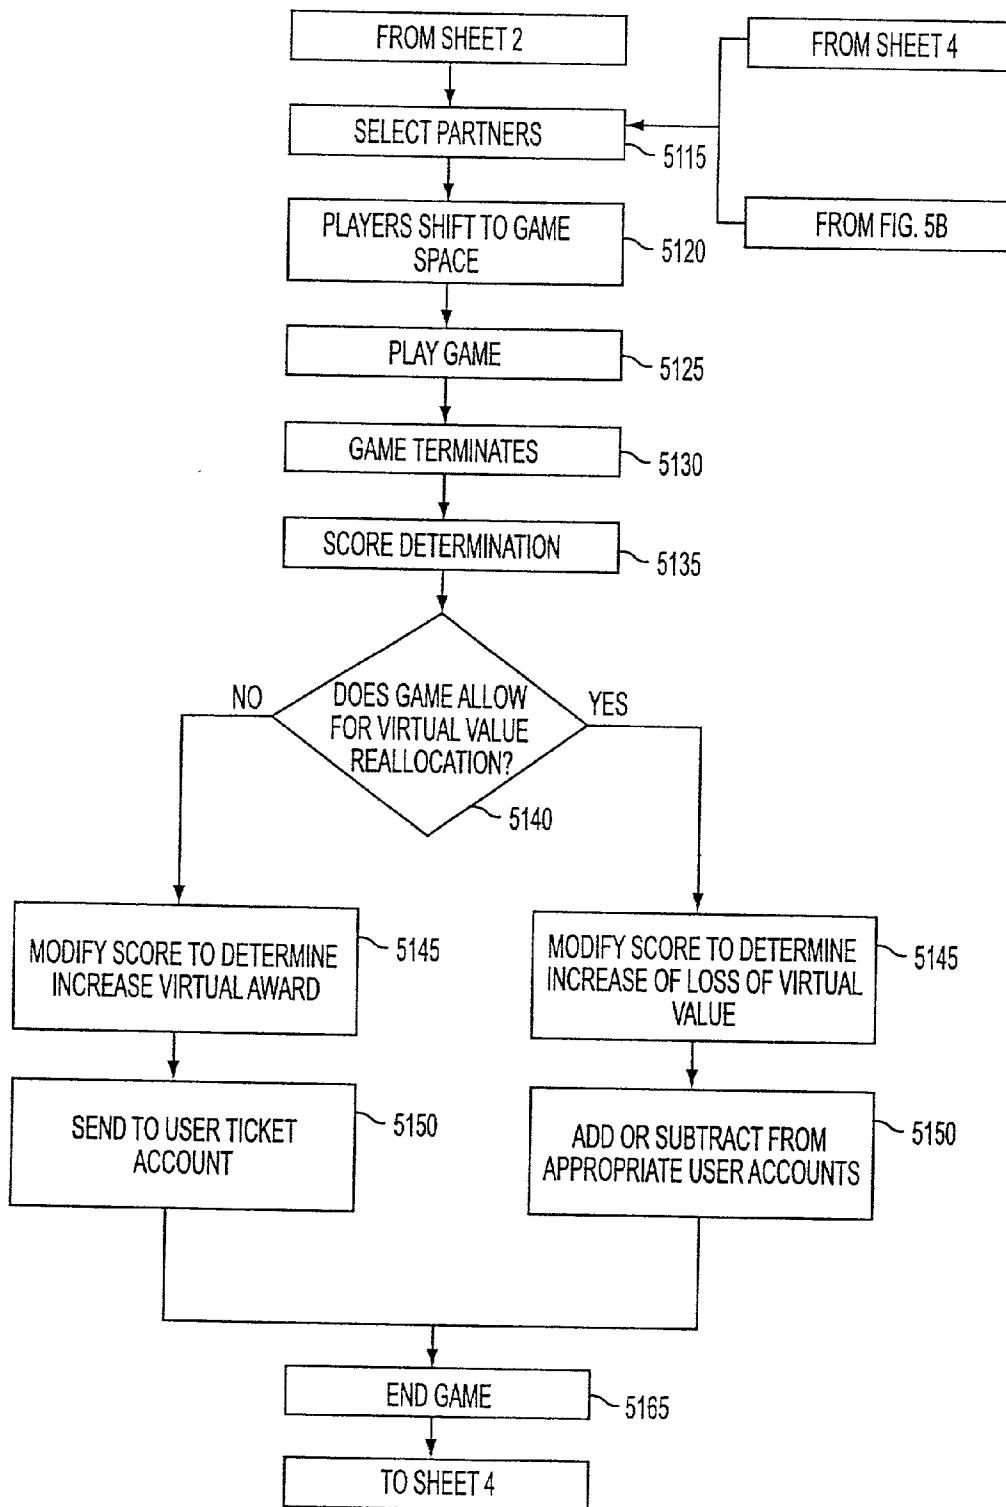 FROM SHEET 2
FROM SHEET 4
SELECT PARTNERS
5115
PLAYERS SHIFT TO GAME
SPACE
5120
FROM FIG. 5B
PLAY GAME
5125
GAME TERMINATES
5130
SCORE DETERMINATION
5135
NO
DOES GAME ALLOW
FOR VIRTUAL VALUE
REALLOCATION?
YES
5140
MODIFY SCORE TO DETERMINE
INCREASE VIRTUAL AWARD
5145
MODIFY SCORE TO DETERMINE
INCREASE OF LOSS OF VIRTUAL
VALUE
5145
SEND TO USER TICKET
ACCOUNT
5150
ADD OR SUBTRACT FROM
APPROPRIATE USER ACCOUNTS
5150
END GAME
5165
TO SHEET 4